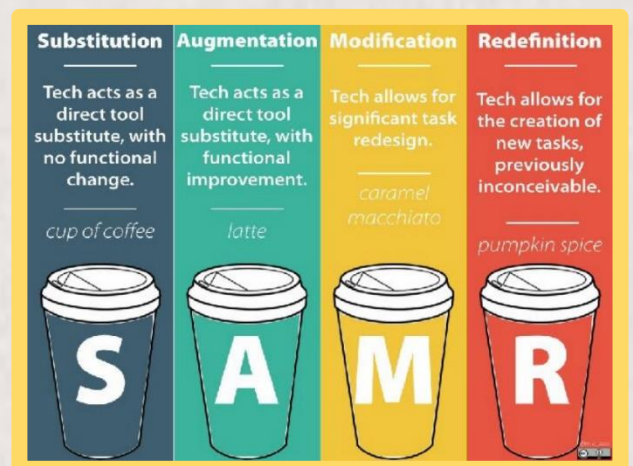 Substitution
Tech acts as a
direct tool
substitute, with
no functional
change.
cup of coffee
S
Augmentation
Tech acts as a
direct tool
substitute, with
functional
improvement.
latte
A
Modification
Tech allows for
significant task
redesign.
caramel
macchiato
M
Redefinition
Tech allows for
the creation of
new tasks,
previously
inconceivable.
pumpkin spice
R